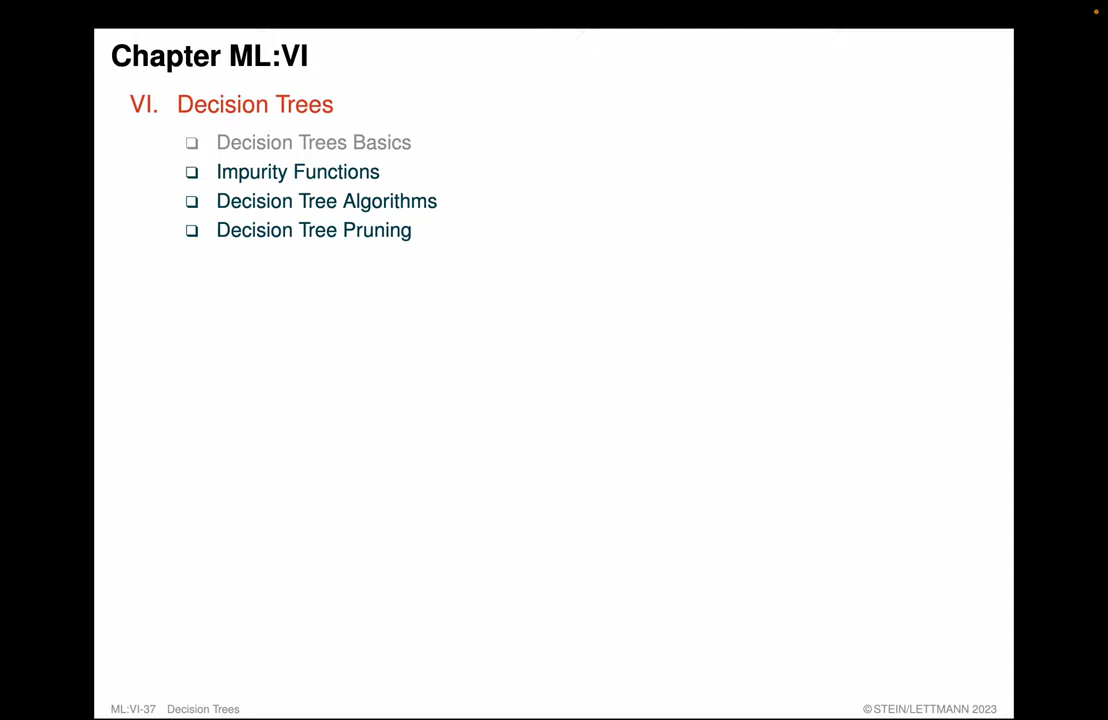 Chapter ML:VI
VI. Decision Trees
❑ Decision Trees Basics
❑ Impurity Functions
❑ Decision Tree Algorithms
❑ Decision Tree Pruning
ML:VI-37 Decision Trees
©STEIN/LETTMANN 2023